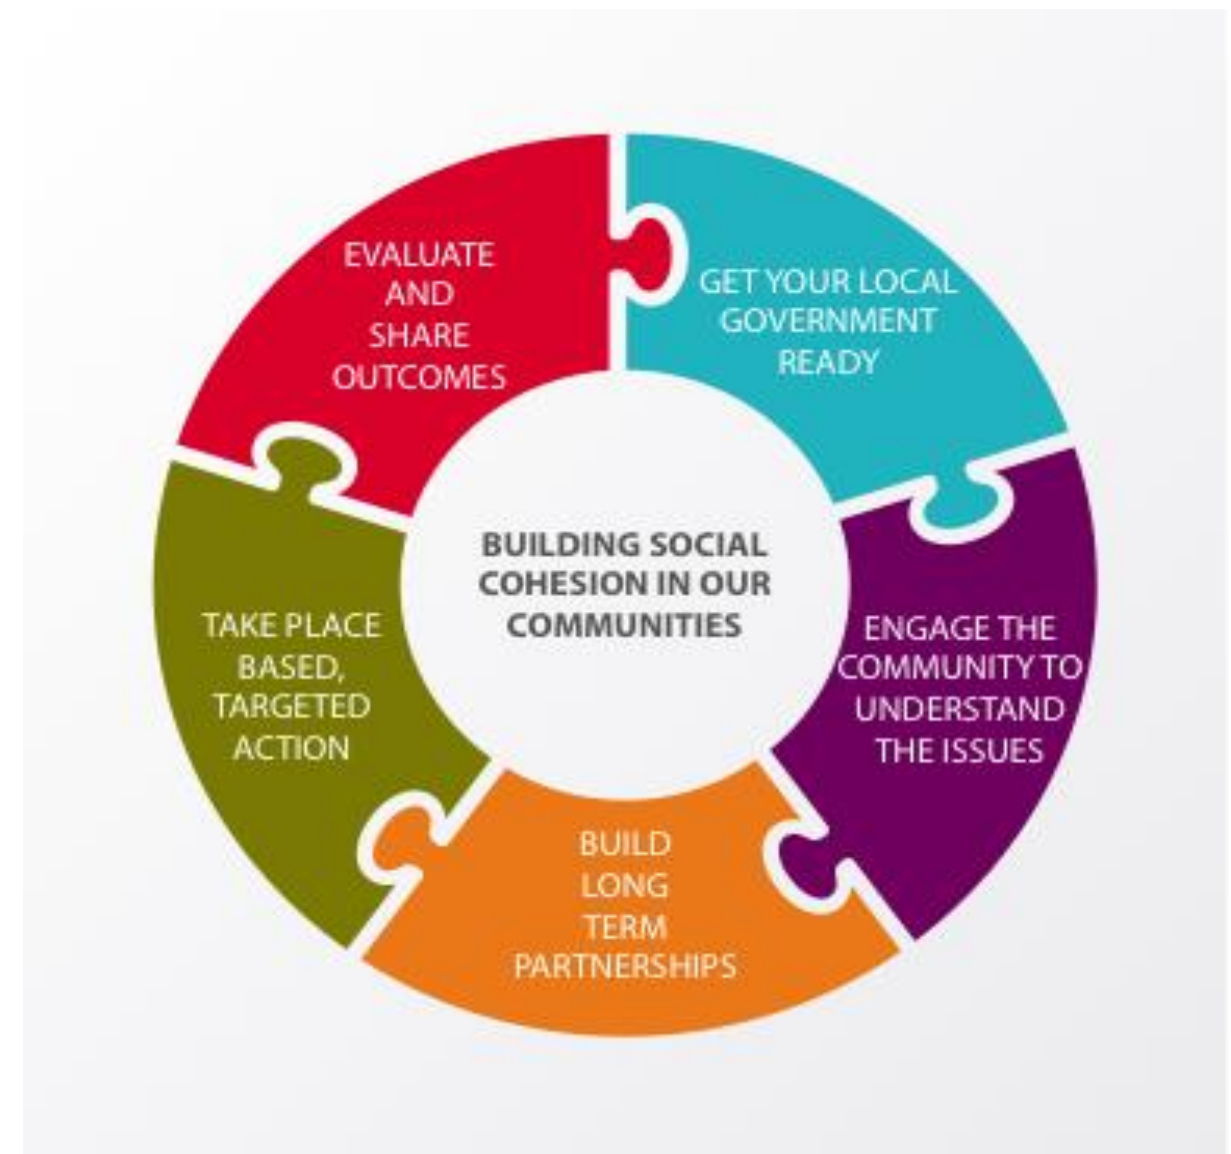 EVALUATE
AND
SHARE
OUTCOMES
GET YOUR LOCAL
GOVERNMENT
READY
BUILDING SOCIAL
COHESION IN OUR
COMMUNITIES
TAKE PLACE
BASED,
TARGETED
ACTION
ENGAGE THE
COMMUNITY TO
UNDERSTAND
THE ISSUES
BUILD
LONG
TERM
PARTNERSHIPS